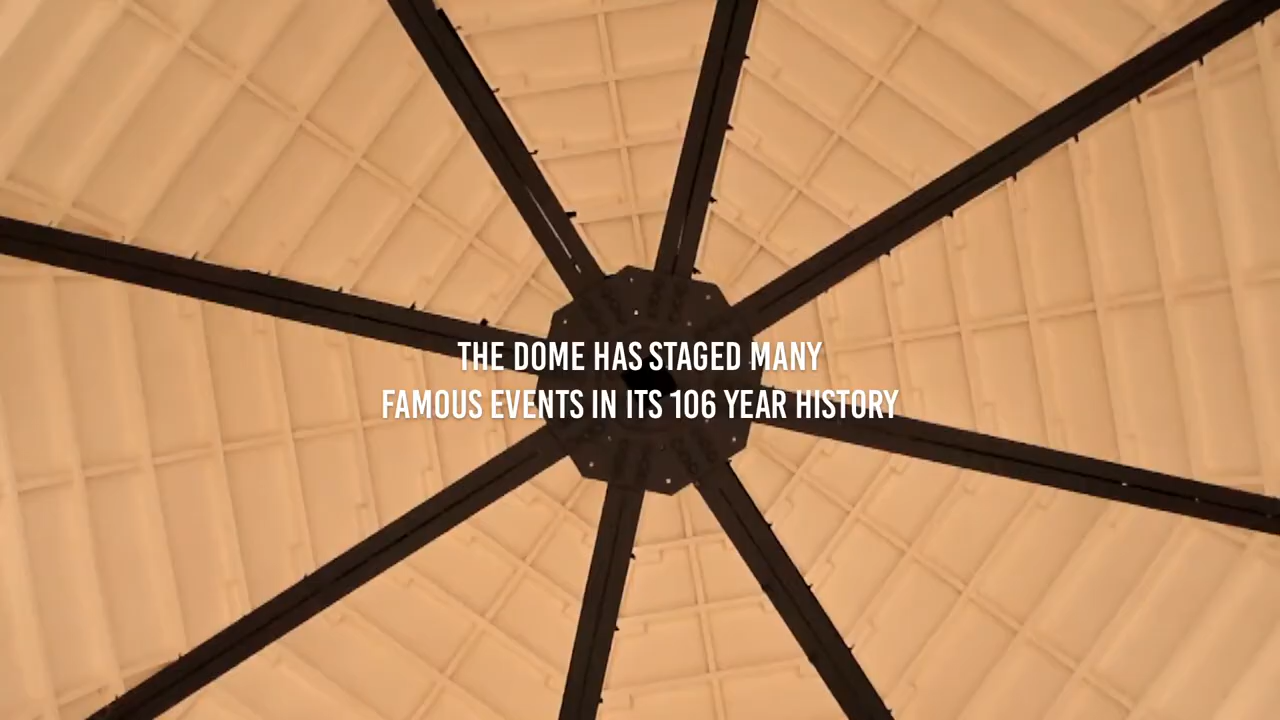 THE DOME HAS STAGED MANY
FAMOUS EVENTS IN ITS 106 YEAR HISTORY